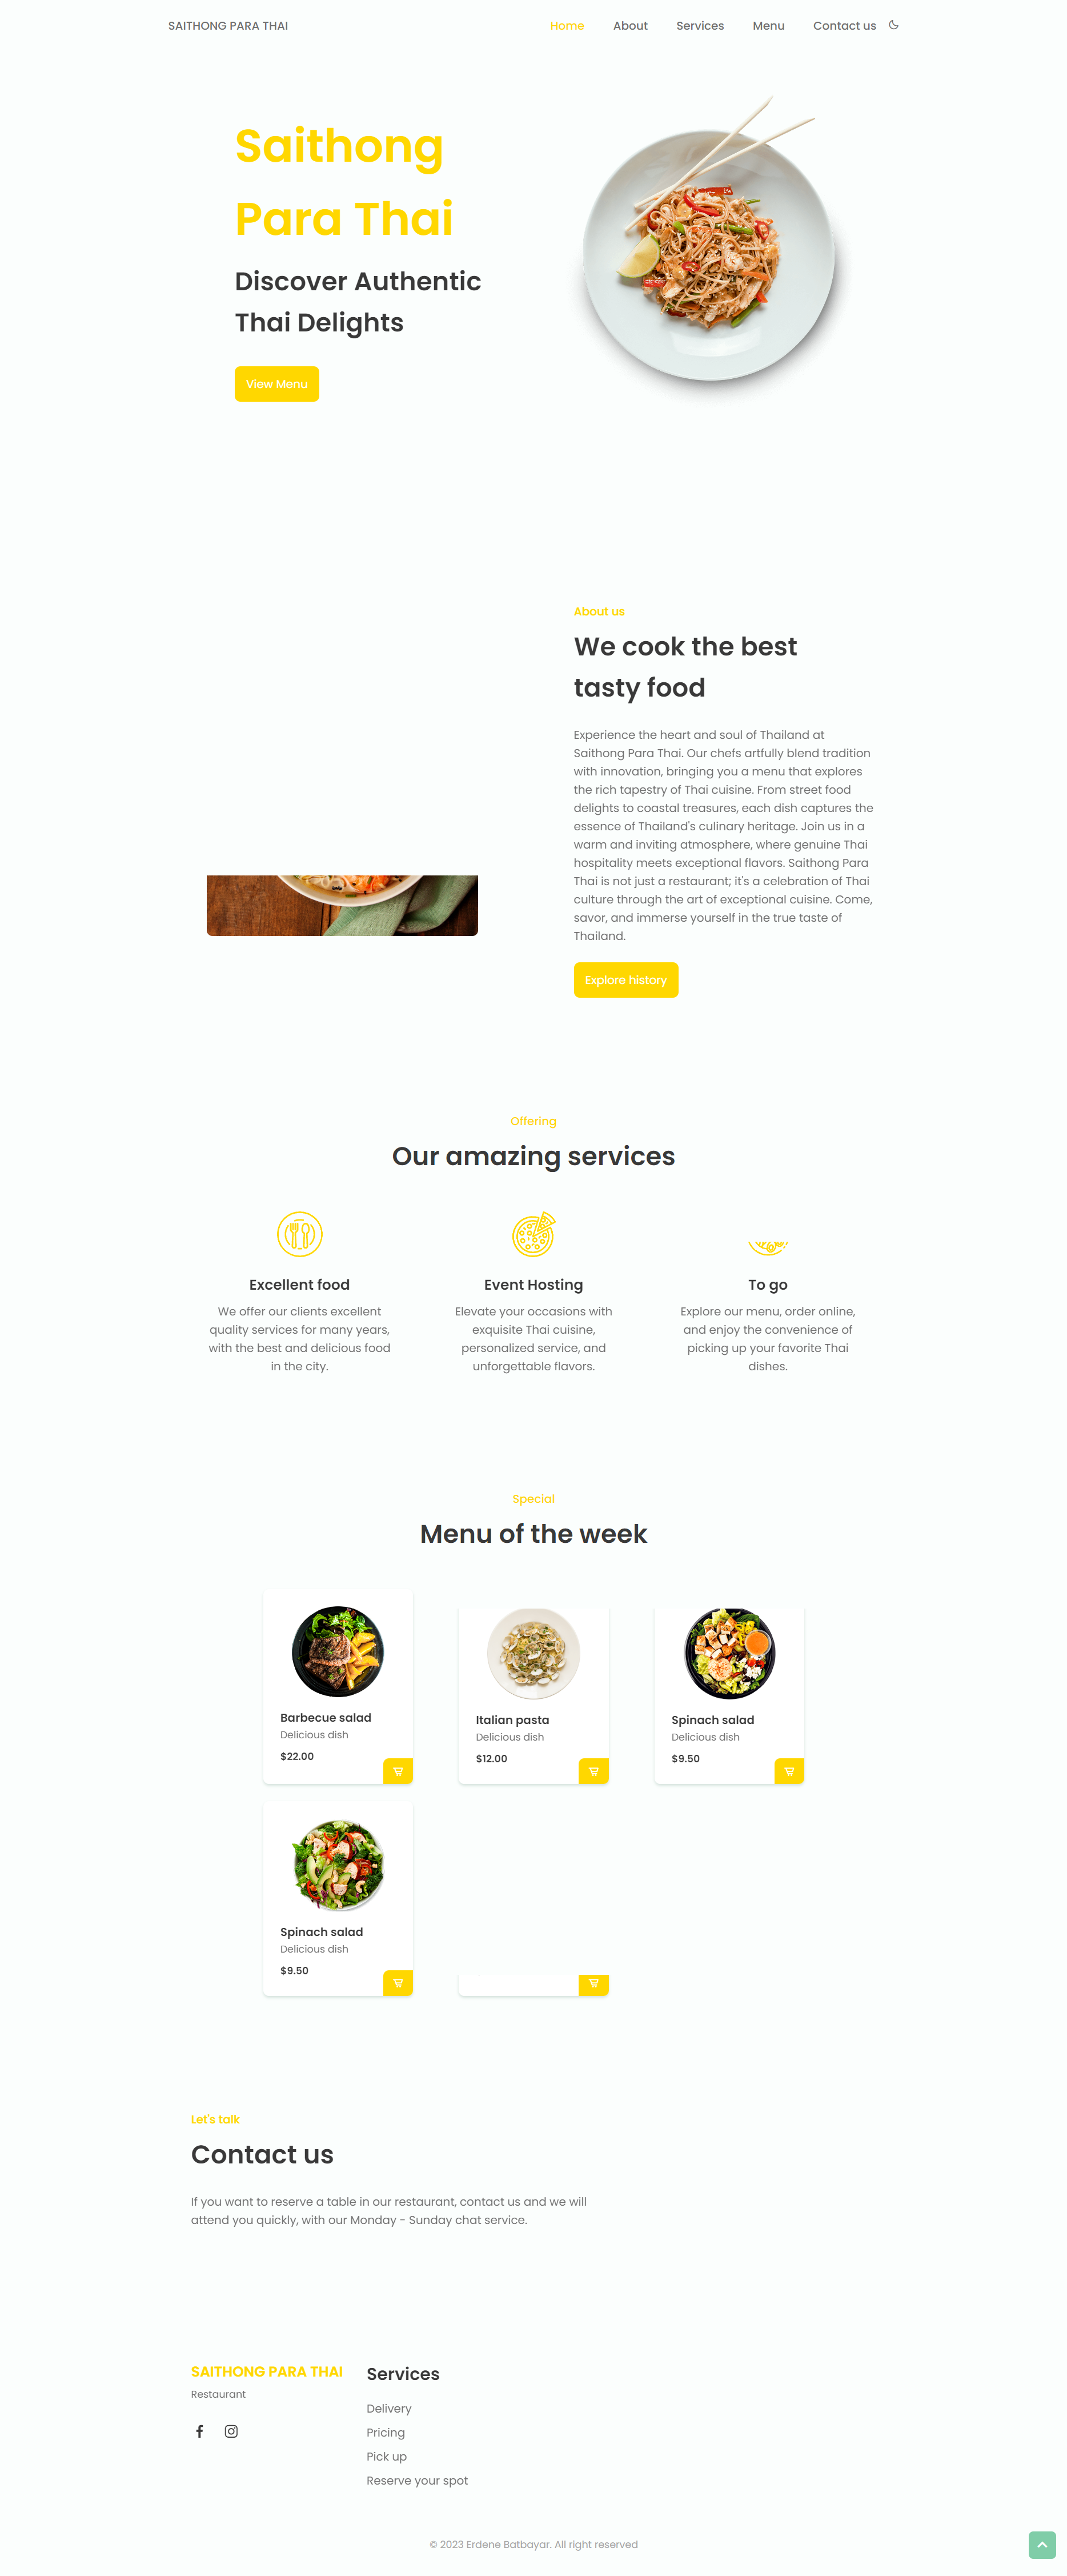 SAITHONG PARA THAI
Home
About
Services
Menu
Contact us
Saithong
Para Thai
Discover Authentic
Thai Delights
View Menu
About us
We cook the best
tasty food
Experience the heart and soul of Thailand at
Saithong Para Thai. Our chefs artfully blend tradition
with innovation, bringing you a menu that explores
the rich tapestry of Thai cuisine. From street food
delights to coastal treasures, each dish captures the
essence of Thailand's culinary heritage. Join us in a
warm and inviting atmosphere, where genuine Thai
hospitality meets exceptional flavors. Saithong Para
Thai is not just a restaurant; it's a celebration of Thai
culture through the art of exceptional cuisine. Come,
savor, and immerse yourself in the true taste of
Thailand.
Explore history
Offering
Our amazing services
Excellent food
We offer our clients excellent
quality services for many years,
with the best and delicious food
in the city.
Event Hosting
Elevate your occasions with
exquisite Thai cuisine,
personalized service, and
unforgettable flavors.
To go
Explore our menu, order online,
and enjoy the convenience of
picking up your favorite Thai
dishes.
Special
Menu of the week
Barbecue salad
Delicious dish
$22.00
Italian pasta
Delicious dish
$12.00
Spinach salad
Delicious dish
$9.50
Spinach salad
Delicious dish
$9.50
Let's talk
Contact us
If you want to reserve a table in our restaurant, contact us and we will
attend you quickly, with our Monday - Sunday chat service.
SAITHONG PARA THAI
Restaurant
Services
Delivery
Pricing
Pick up
Reserve your spot
© 2023 Erdene Batbayar. All right reserved